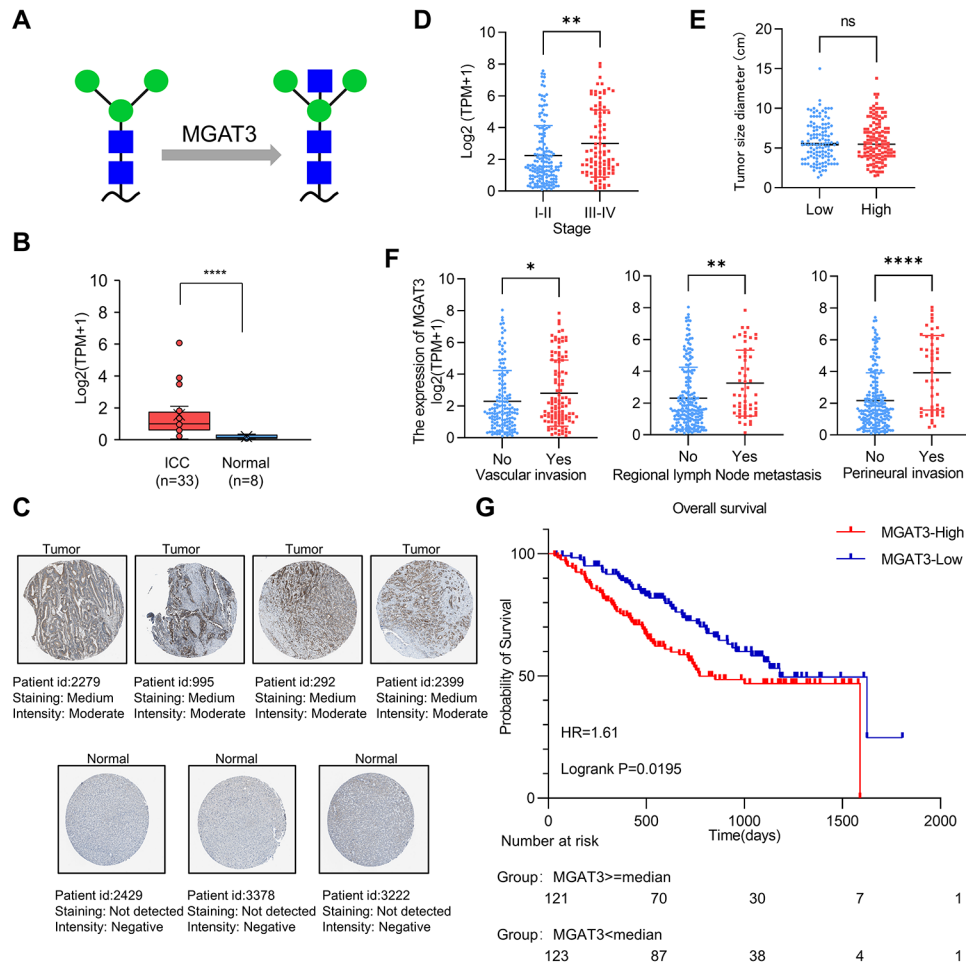 A
MGAT3
B
****
Log2(TPM+1)
10
8
6
4
2
0
ICC
(n=33)
Normal
(n=8)
C
Tumor
Tumor
Tumor
Tumor
Patient id:2279
Staining: Medium
Intensity: Moderate
Patient id:995
Staining: Medium
Intensity: Moderate
Patient id:292
Staining: Medium
Intensity: Moderate
Patient id:2399
Staining: Medium
Intensity: Moderate
Normal
Normal
Normal
Patient id:2429
Staining: Not detected
Intensity: Negative
Patient id:3378
Staining: Not detected
Intensity: Negative
Patient id:3222
Staining: Not detected
Intensity: Negative
D
**
Log2 (TPM+1)
10
8
6
4
2
0
I-II
III-IV
Stage
E
ns
Tumor size diameter (cm)
20
15
10
5
0
Low
High
F
The expression of MGAT3
log2(TPM+1)
*
10
8
6
4
2
0
No
Yes
Vascular invasion
**
10
8
6
4
2
0
No
Yes
Regional lymph Node metastasis
****
10
8
6
4
2
0
No
Yes
Perineural invasion
G
Overall survival
MGAT3-High
MGAT3-Low
Probability of Survival
100
50
0
HR=1.61
Logrank P=0.0195
0
500
1000
1500
2000
Time(days)
Number at risk
Group: MGAT3>=median
121 70 30 7 1
Group: MGAT3<median
123 87 38 4 1